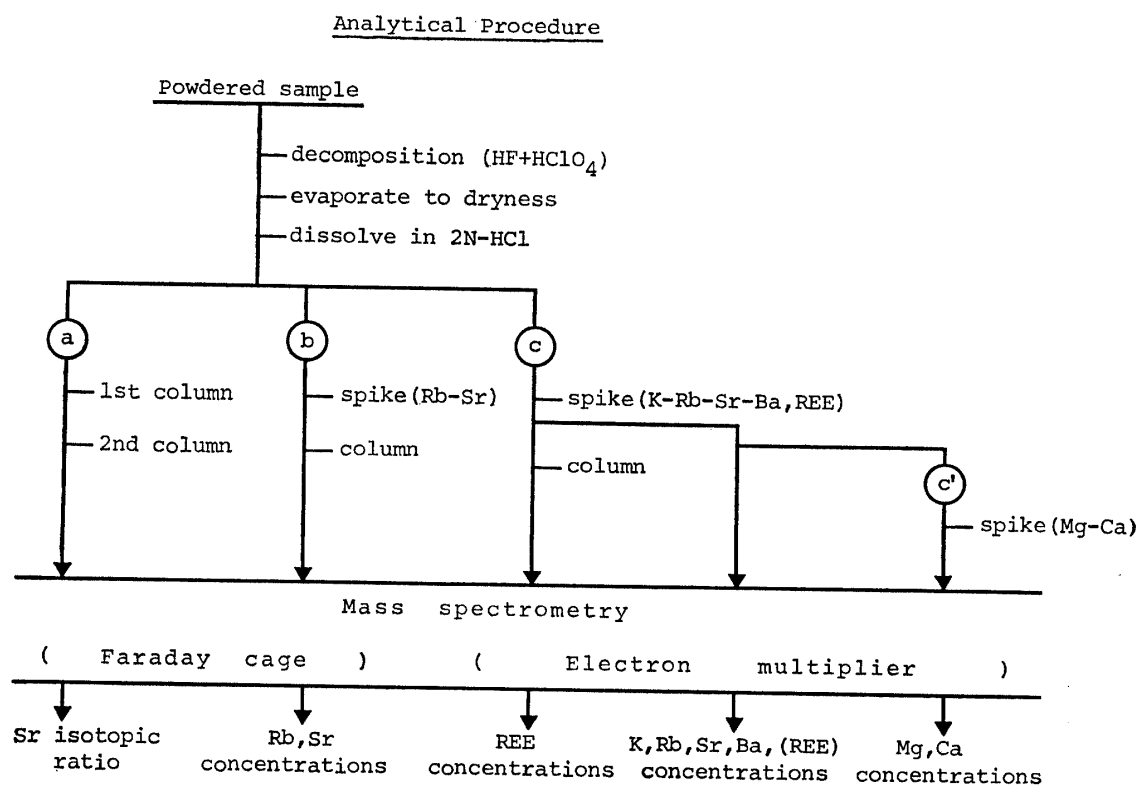 Analytical Procedure
Powdered sample
decomposition (HF+HClO4)
evaporate to dryness
dissolve in 2N-HCl
a
b
c
1st column
2nd column
spike(Rb-Sr)
column
spike(K-Rb-Sr-Ba,REE)
column
c'
spike(Mg-Ca)
Mass spectrometry
( Faraday cage ) ( Electron multiplier )
Sr isotopic
ratio
Rb,Sr
concentrations
REE
concentrations
K,Rb,Sr,Ba,(REE)
concentrations
Mg,Ca
concentrations